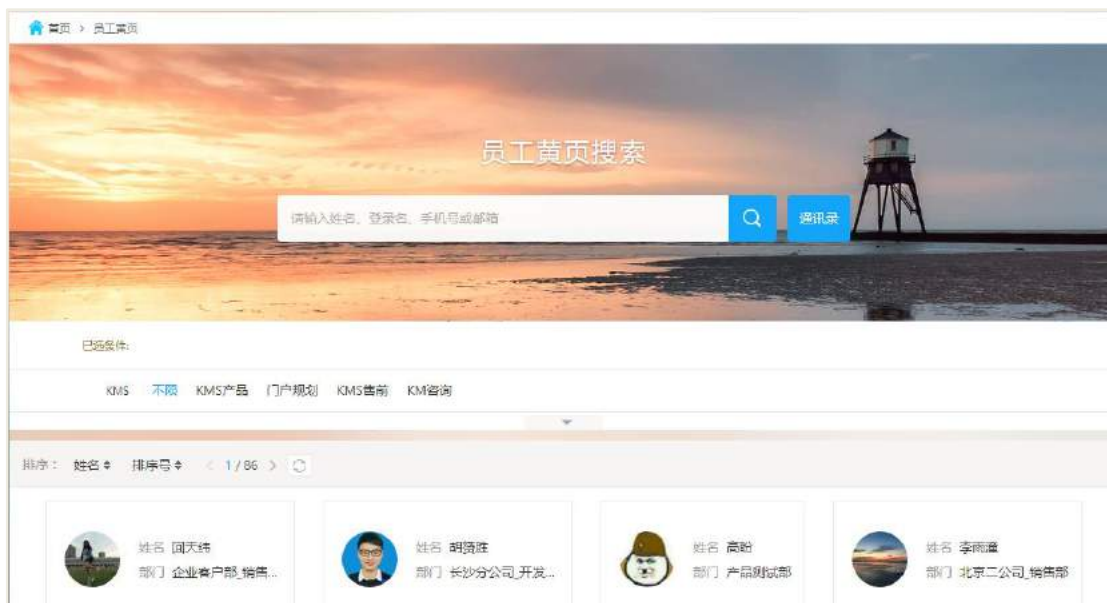 首页 > 员工黄页
员工黄页搜索
请输入姓名、登录名、手机号或邮箱
通讯录
已选条件:
KMS 不限 KMS产品 门户规划 KMS售前 KM咨询
排序： 姓名 排序号 < 1 / 86 >
姓名 回天纬
部门 企业客户部_销售...
姓名 胡贤胜
部门 长沙分公司_开发...
姓名 高盼
部门 产品测试部
姓名 李雨潼
部门 北京二公司_销售部